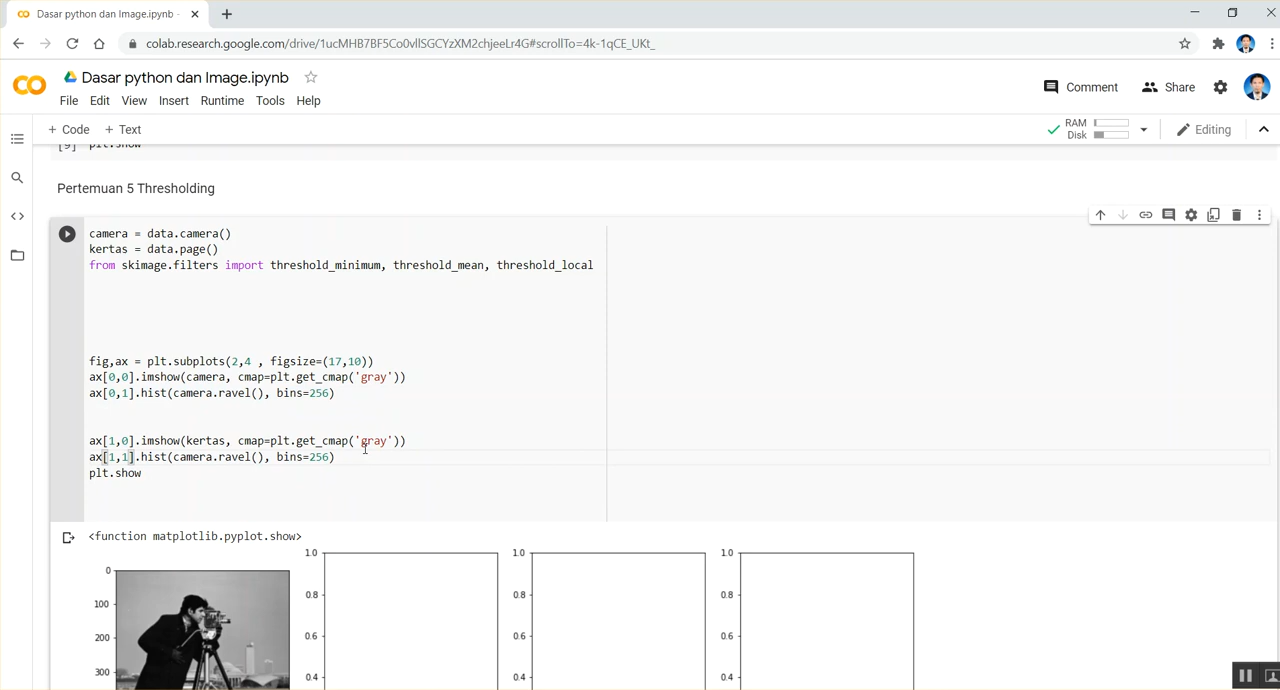 Dasar python dan Image.ipynb -
colab.research.google.com/drive/1ucMHB7BF5Co0vllSGCYzXM2chjeeLr4G#scrollTo=4k-1qCE_UKt_
Dasar python dan Image.ipynb
File Edit View Insert Runtime Tools Help
Comment
Share
+ Code + Text
RAM
Disk
Editing
[9] plt.show
Pertemuan 5 Thresholding
camera = data.camera()
kertas = data.page()
from skimage.filters import threshold_minimum, threshold_mean, threshold_local
fig,ax = plt.subplots(2,4 , figsize=(17,10))
ax[0,0].imshow(camera, cmap=plt.get_cmap('gray'))
ax[0,1].hist(camera.ravel(), bins=256)
ax[1,0].imshow(kertas, cmap=plt.get_cmap('gray'))
ax[1,1].hist(camera.ravel(), bins=256)
plt.show
<function matplotlib.pyplot.show>
0
100
200
300
1.0
0.8
0.6
0.4
1.0
0.8
0.6
0.4
1.0
0.8
0.6
0.4